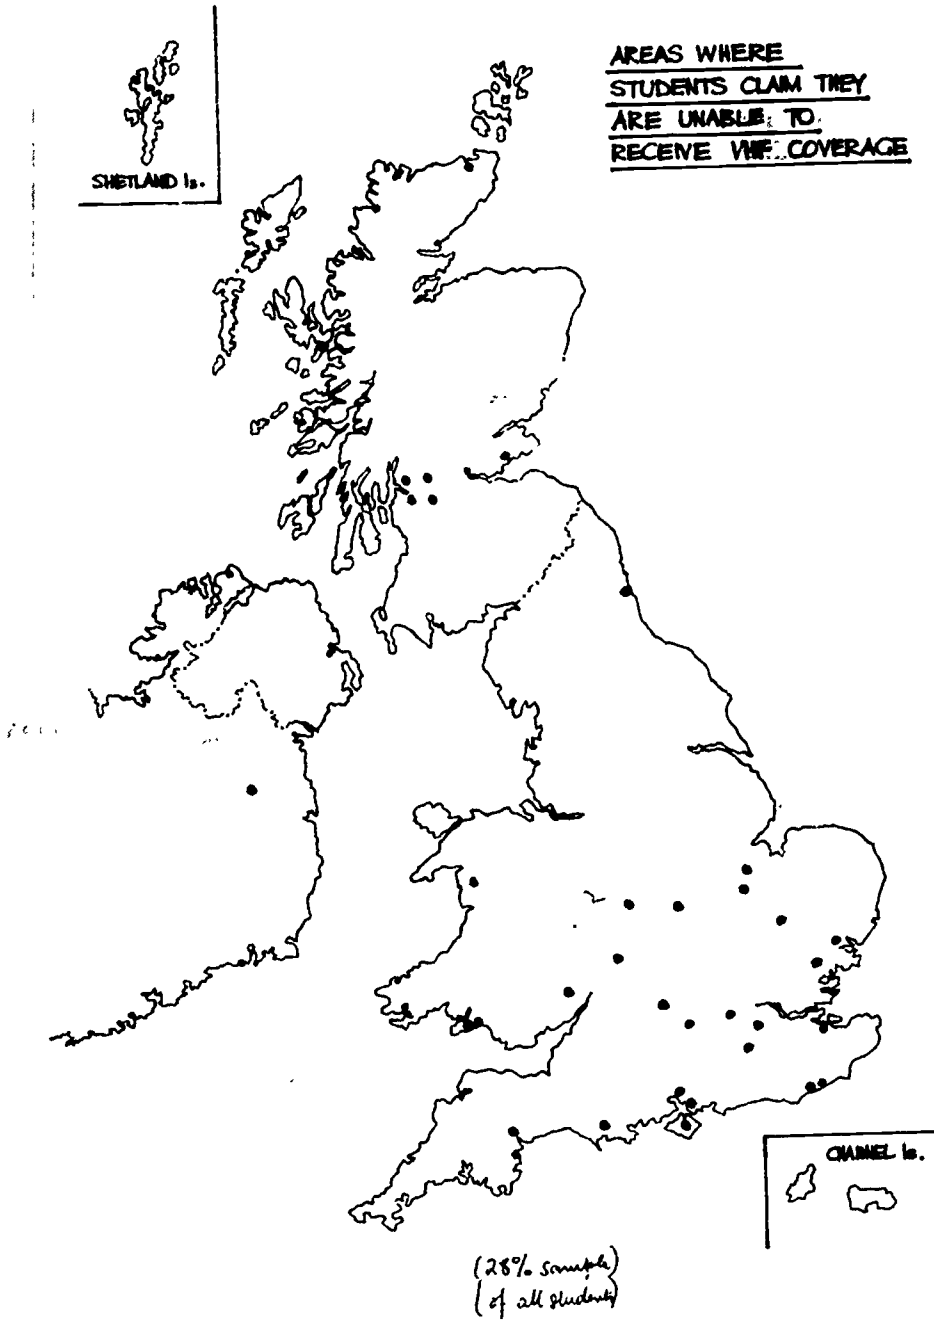 SHETLAND Is.
AREAS WHERE
STUDENTS CLAIM THEY
ARE UNABLE TO
RECEIVE VHF COVERAGE
CHANNEL Is.
(28% sample)
(of all students)